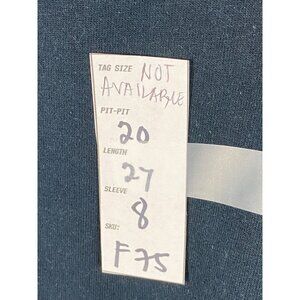 TAG SIZE NOT
AVAILABLE
PIT-PIT
20
LENGTH
27
SLEEVE
8
SKU:
F75